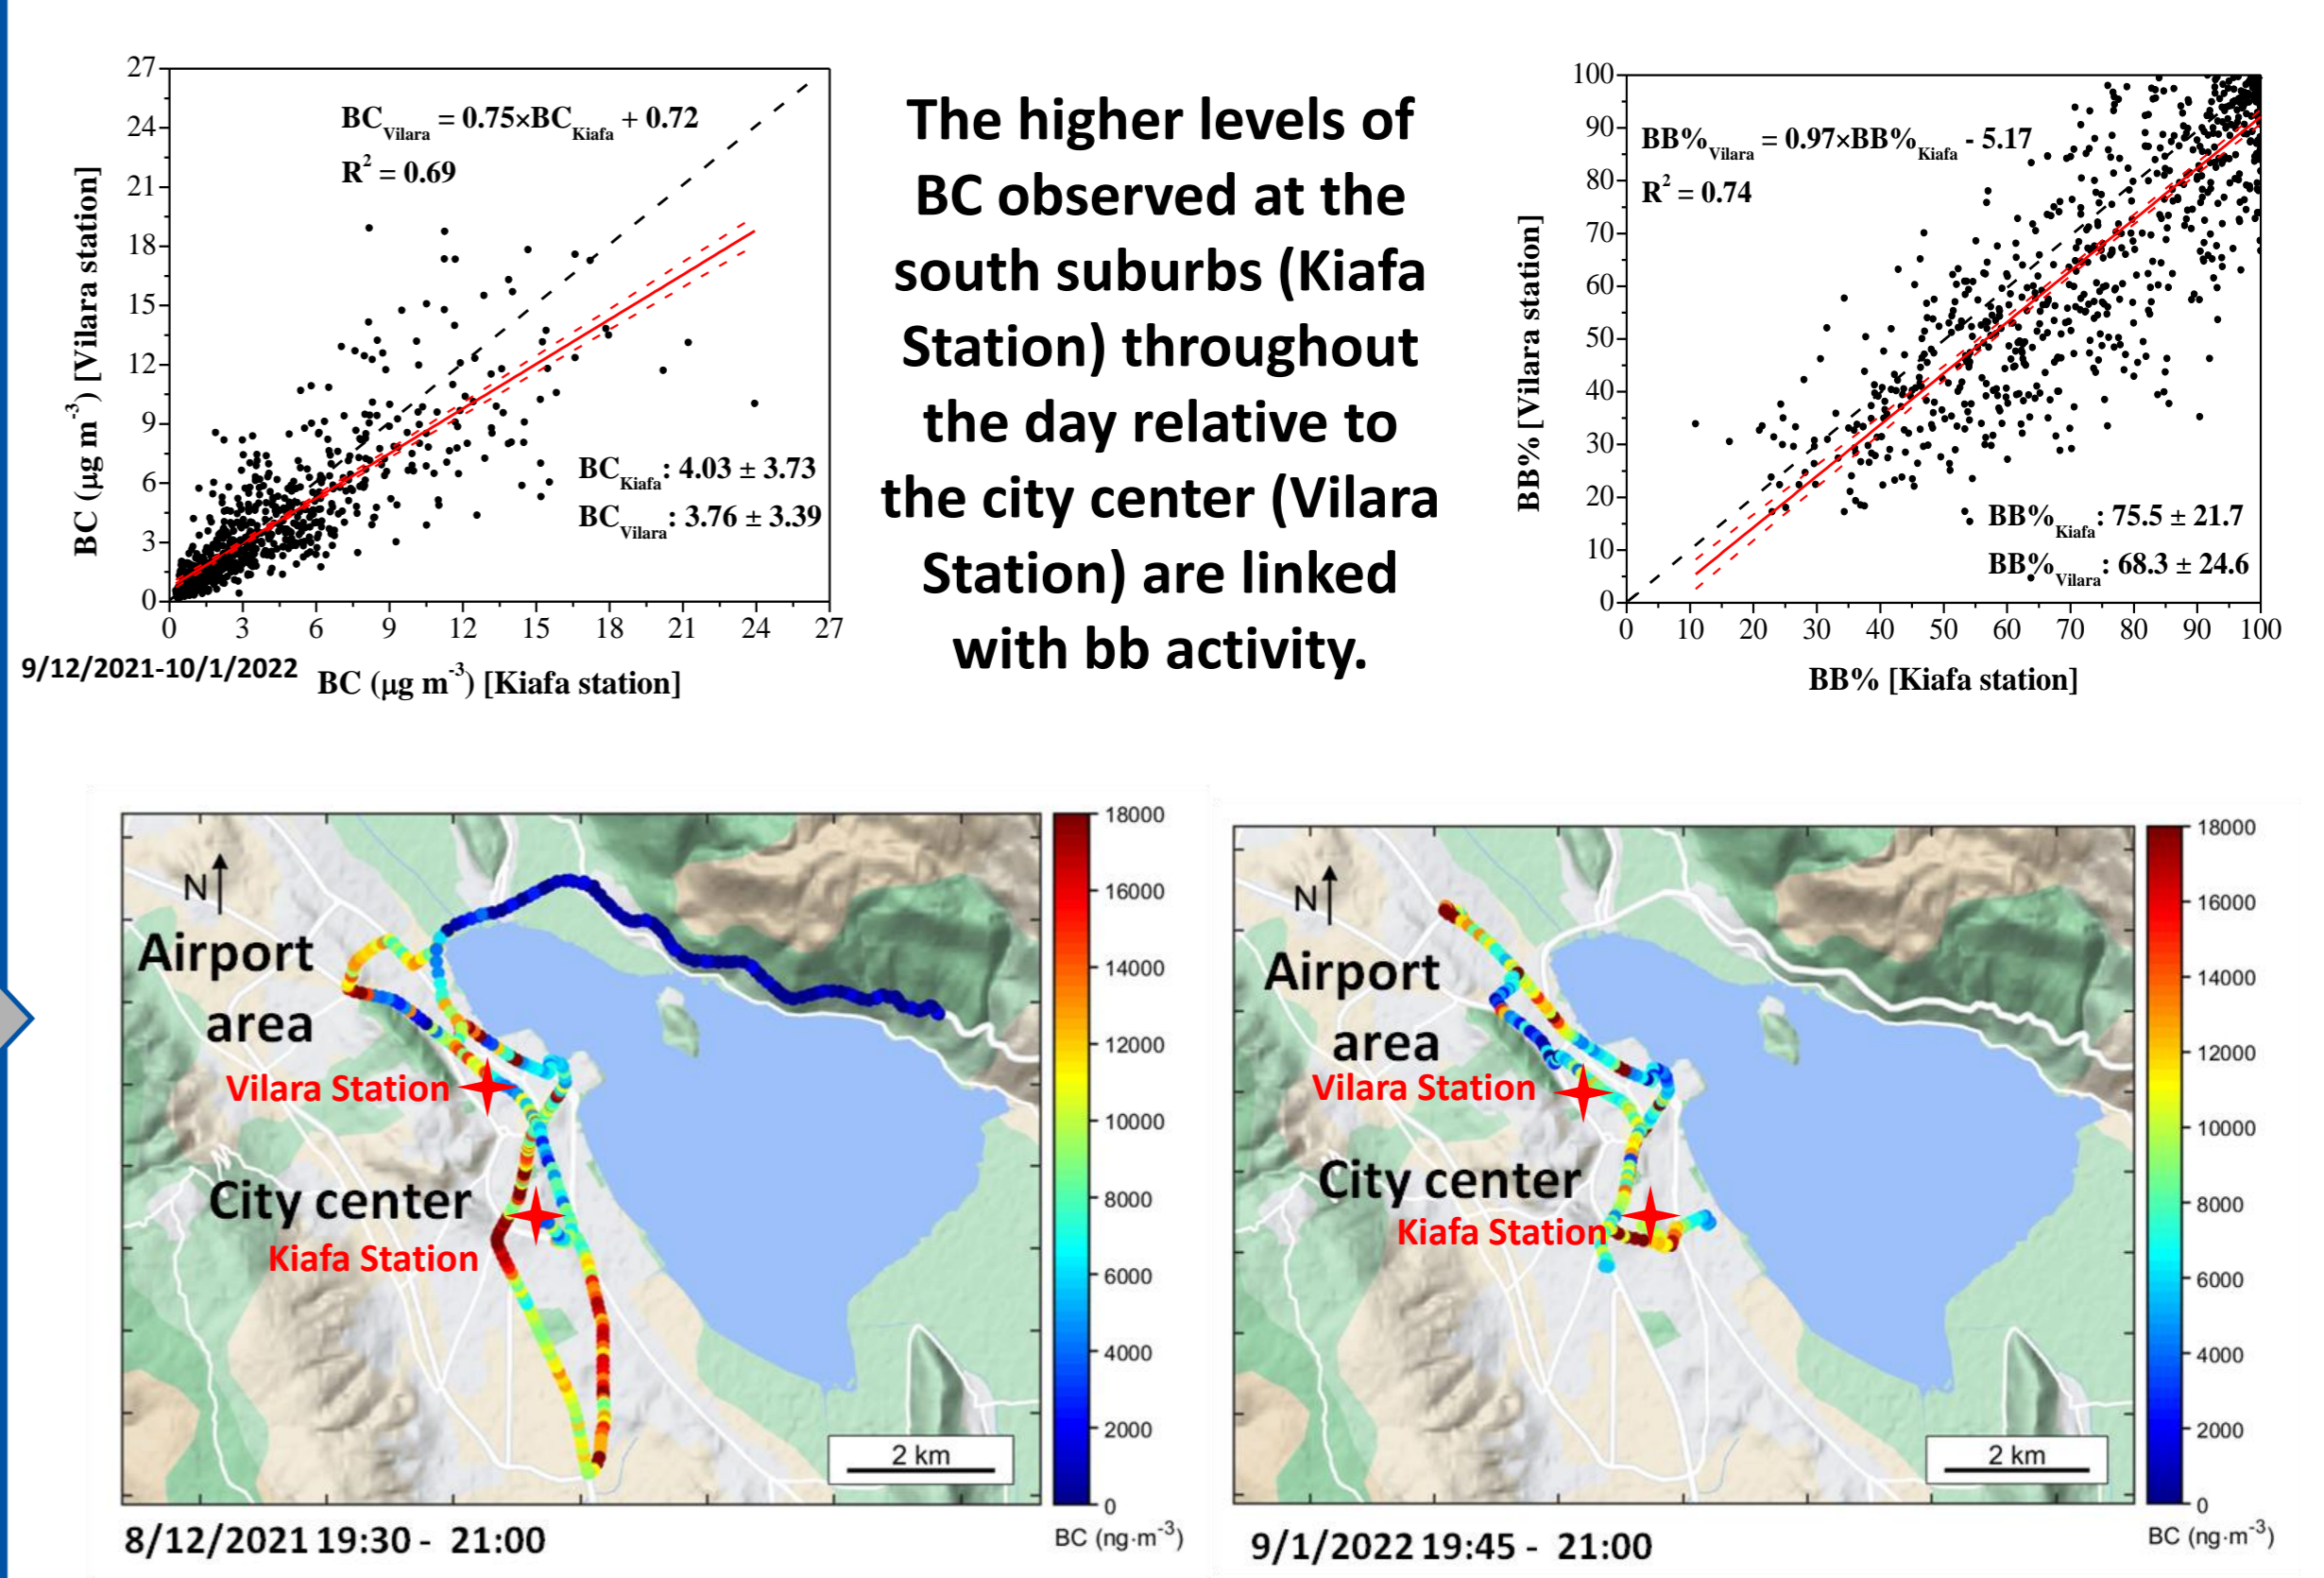 27
24
21
18
15
12
9
6
3
0
BC (μg m⁻³) [Vilara station]
BC_Vilara = 0.75×BC_Kiafa + 0.72
R² = 0.69
BC_Kiafa: 4.03 ± 3.73
BC_Vilara: 3.76 ± 3.39
0 3 6 9 12 15 18 21 24 27
9/12/2021-10/1/2022
BC (μg m⁻³) [Kiafa station]
The higher levels of
BC observed at the
south suburbs (Kiafa
Station) throughout
the day relative to
the city center (Vilara
Station) are linked
with bb activity.
100
90
80
70
60
50
40
30
20
10
0
BB% [Vilara station]
BB%_Vilara = 0.97×BB%_Kiafa - 5.17
R² = 0.74
BB%_Kiafa: 75.5 ± 21.7
BB%_Vilara: 68.3 ± 24.6
0 10 20 30 40 50 60 70 80 90 100
BB% [Kiafa station]
N
Airport
area
Vilara Station
City center
Kiafa Station
2 km
18000
16000
14000
12000
10000
8000
6000
4000
2000
0
BC (ng·m⁻³)
8/12/2021 19:30 - 21:00
N
Airport
area
Vilara Station
City center
Kiafa Station
2 km
18000
16000
14000
12000
10000
8000
6000
4000
2000
0
BC (ng·m⁻³)
9/1/2022 19:45 - 21:00